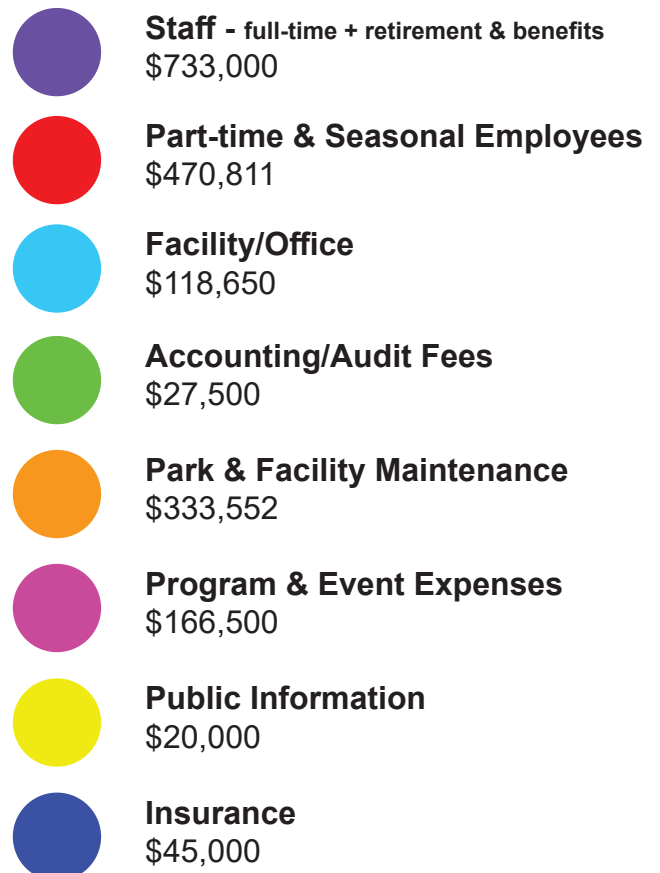 Staff - full-time + retirement & benefits
$733,000
Part-time & Seasonal Employees
$470,811
Facility/Office
$118,650
Accounting/Audit Fees
$27,500
Park & Facility Maintenance
$333,552
Program & Event Expenses
$166,500
Public Information
$20,000
Insurance
$45,000